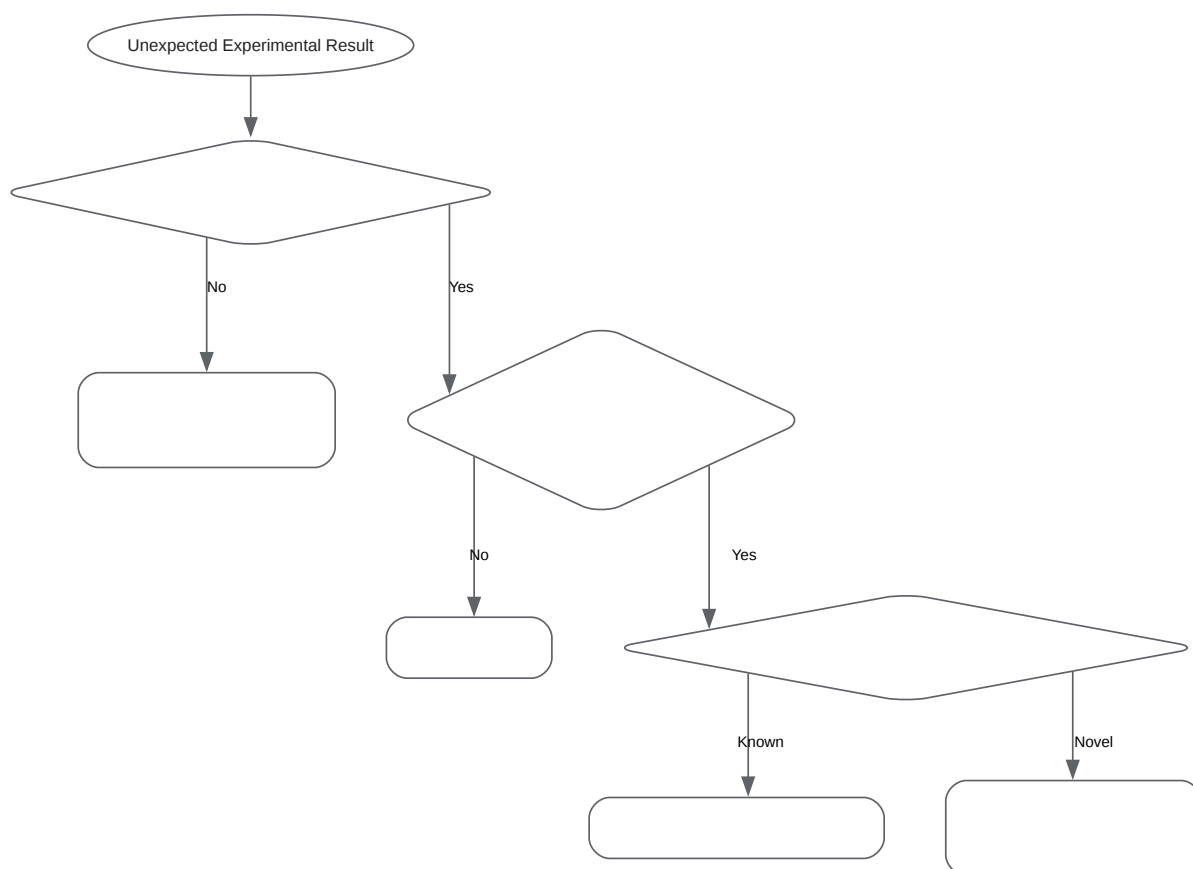 Unexpected Experimental Result
No
Yes
No
Yes
Known
Novel